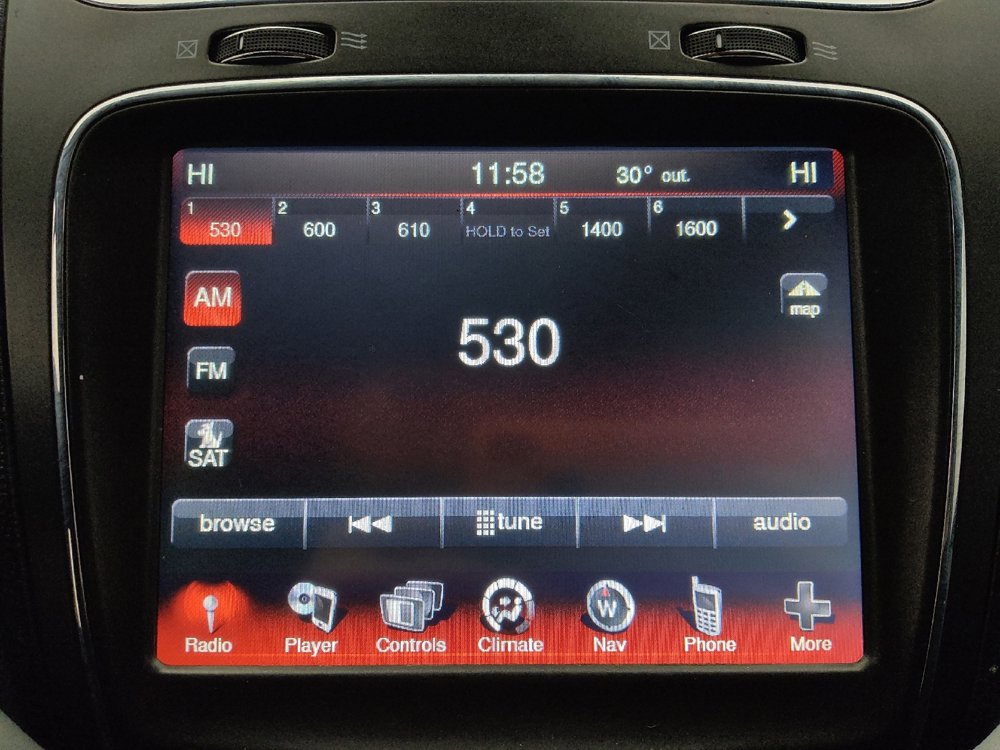 HI 11:58 30° out. HI
1 2 3 4 5 6
530 600 610 HOLD to Set 1400 1600 >
AM
530
map
FM
SAT
browse tune audio
W
Radio Player Controls Climate Nav Phone More